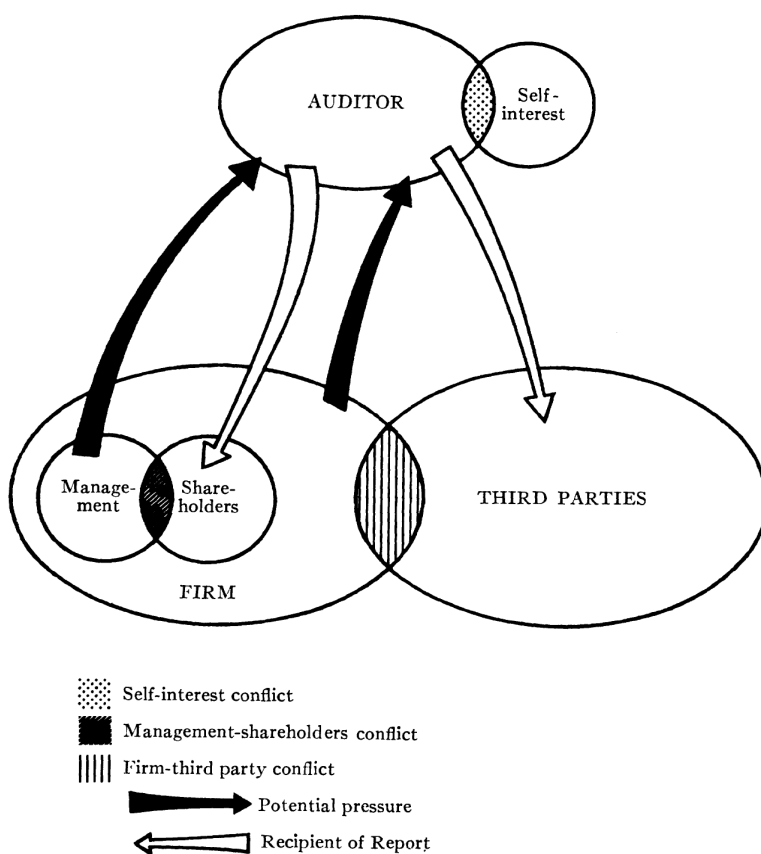 AUDITOR
Self-
interest
Manage-
ment
Share-
holders
THIRD PARTIES
FIRM
Self-interest conflict
Management-shareholders conflict
Firm-third party conflict
Potential pressure
Recipient of Report